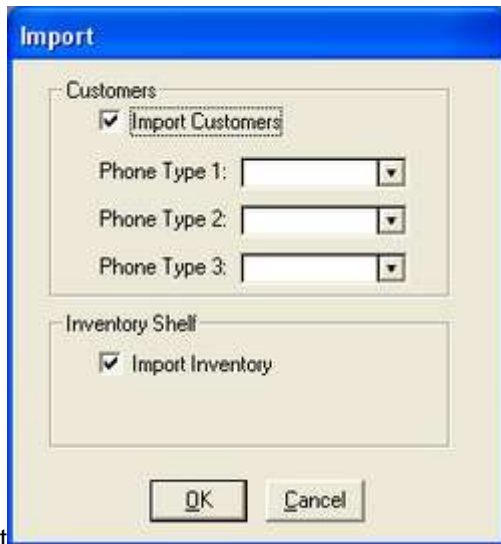 Import
Customers
Import Customers
Phone Type 1:
Phone Type 2:
Phone Type 3:
Inventory Shelf
Import Inventory
OK Cancel
t